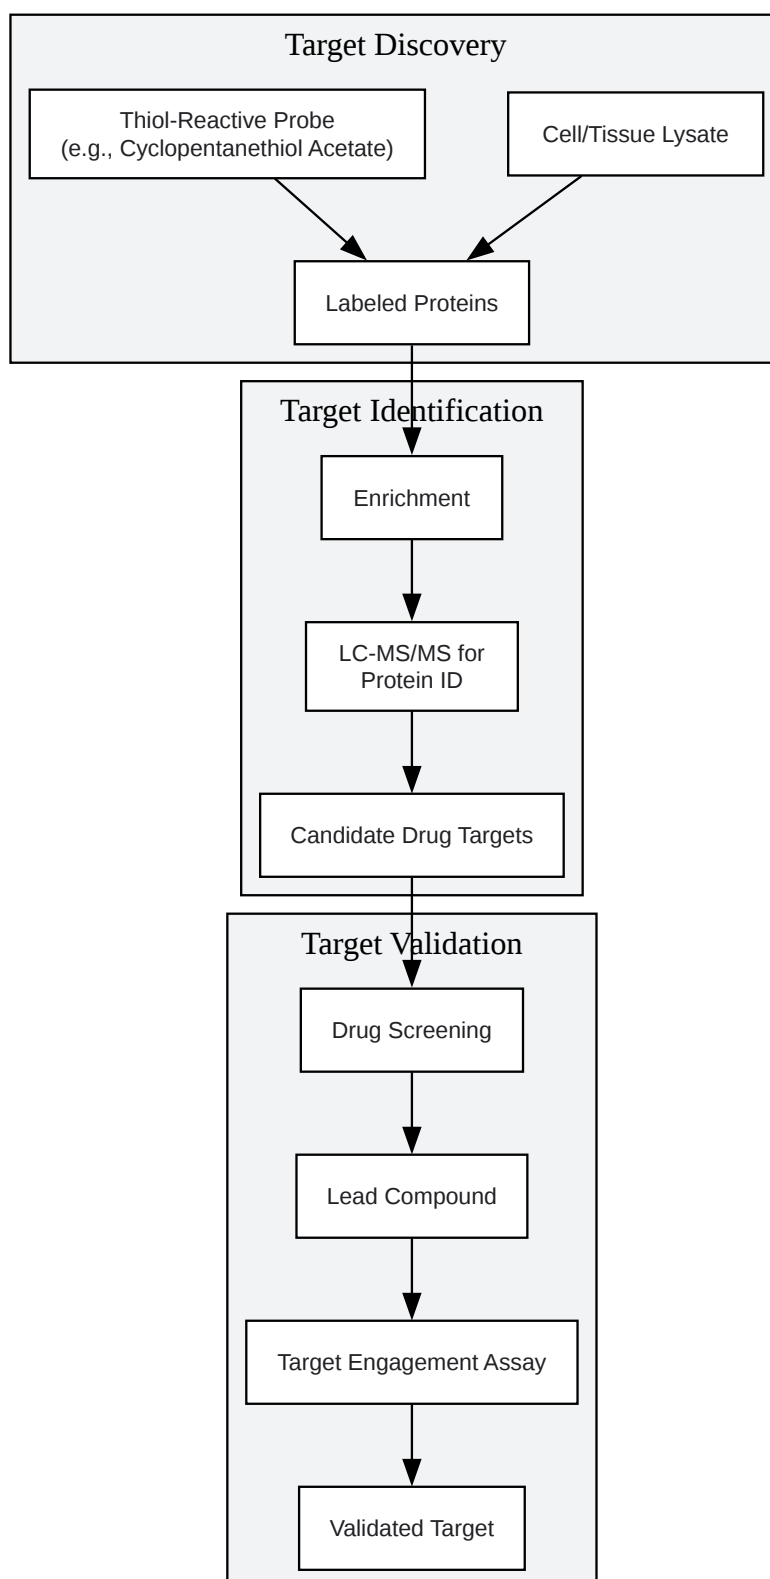 Target Discovery
Thiol-Reactive Probe
(e.g., Cyclopentanethiol Acetate)
Cell/Tissue Lysate
Labeled Proteins
Target Identification
Enrichment
LC-MS/MS for
Protein ID
Candidate Drug Targets
Target Validation
Drug Screening
Lead Compound
Target Engagement Assay
Validated Target